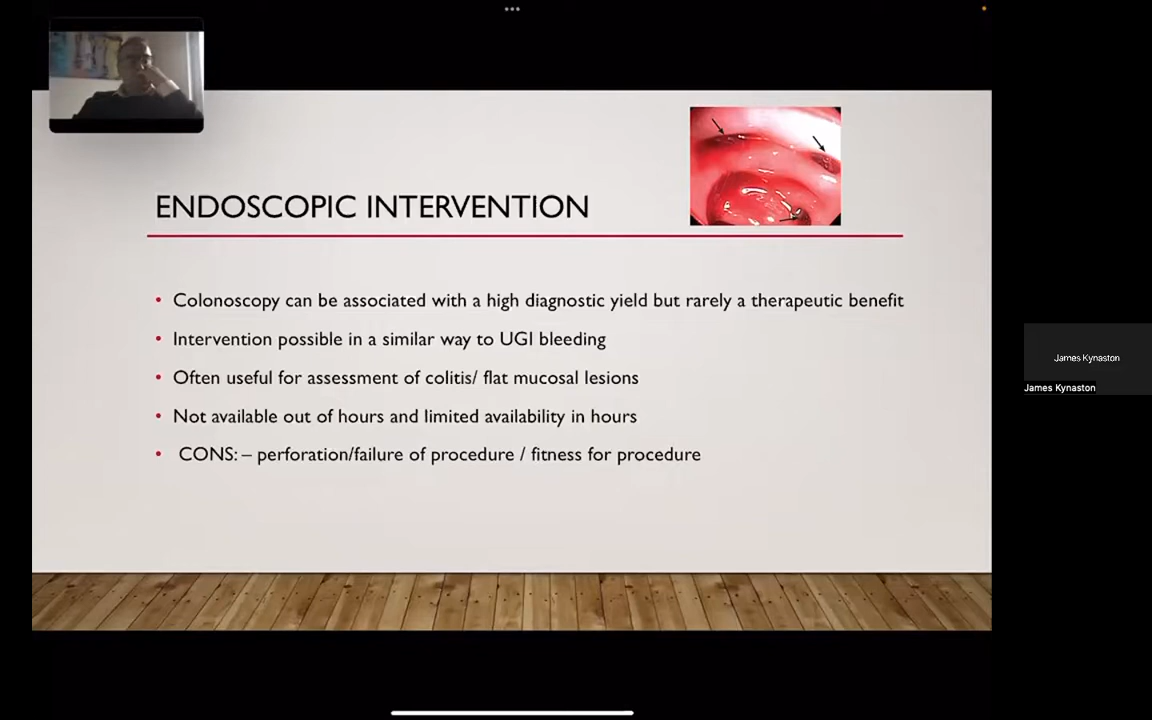 ENDOSCOPIC INTERVENTION
• Colonoscopy can be associated with a high diagnostic yield but rarely a therapeutic benefit
• Intervention possible in a similar way to UGI bleeding
• Often useful for assessment of colitis/ flat mucosal lesions
• Not available out of hours and limited availability in hours
• CONS: – perforation/failure of procedure / fitness for procedure
James Kynaston
James Kynaston